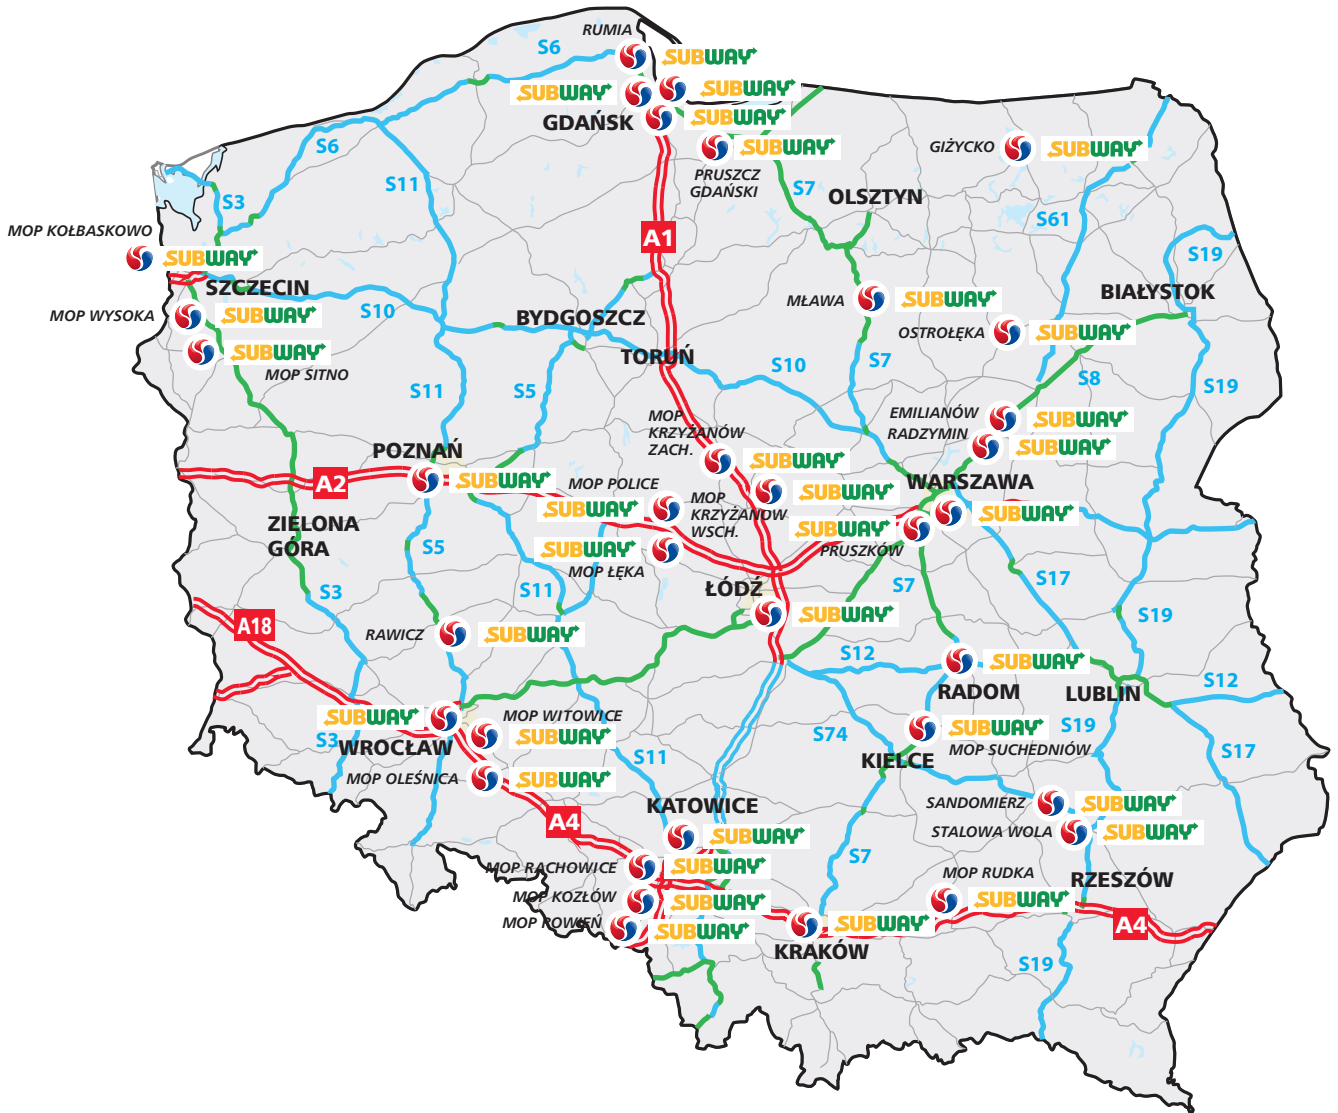 RUMIA
S6
SUBWAY
SUBWAY
SUBWAY
GDAŃSK
SUBWAY
S6
GIŻYCKO
SUBWAY
SUBWAY
PRUSZCZ
GDAŃSKI
S11
S7
OLSZTYN
S3
S61
MOP KOŁBASKOWO
A1
SUBWAY
S19
SZCZECIN
BIAŁYSTOK
MOP WYSOKA
SUBWAY
S10
BYDGOSZCZ
MŁAWA
SUBWAY
OSTROŁĘKA
SUBWAY
SUBWAY
MOP SITNO
TORUŃ
S10
S7
S8
S11
S5
S19
MOP
KRZYŻANÓW
ZACH.
EMILIANÓW
SUBWAY
RADZYMIN
SUBWAY
POZNAŃ
SUBWAY
A2
SUBWAY
MOP POLICE
SUBWAY
MOP
KRZYŻANÓW
WSCH.
SUBWAY
WARSZAWA
SUBWAY
SUBWAY
PRUSZKÓW
ZIELONA
GÓRA
S5
SUBWAY
MOP ŁĘKA
S3
S11
ŁÓDŹ
SUBWAY
S7
S17
S19
A18
RAWICZ
SUBWAY
S12
SUBWAY
RADOM
LUBLIN
S12
SUBWAY
MOP WITOWICE
SUBWAY
S3
WROCŁAW
S11
S74
SUBWAY
MOP SUCHEDNIÓW
KIELCE
S19
S17
MOP OLEŚNICA
SUBWAY
KATOWICE
SANDOMIERZ
SUBWAY
A4
SUBWAY
STALOWA WOLA
SUBWAY
MOP RACHOWICE
SUBWAY
S7
MOP RUDKA
RZESZÓW
MOP KOZŁÓW
SUBWAY
SUBWAY
MOP ROWIEŃ
SUBWAY
SUBWAY
A4
KRAKÓW
S19